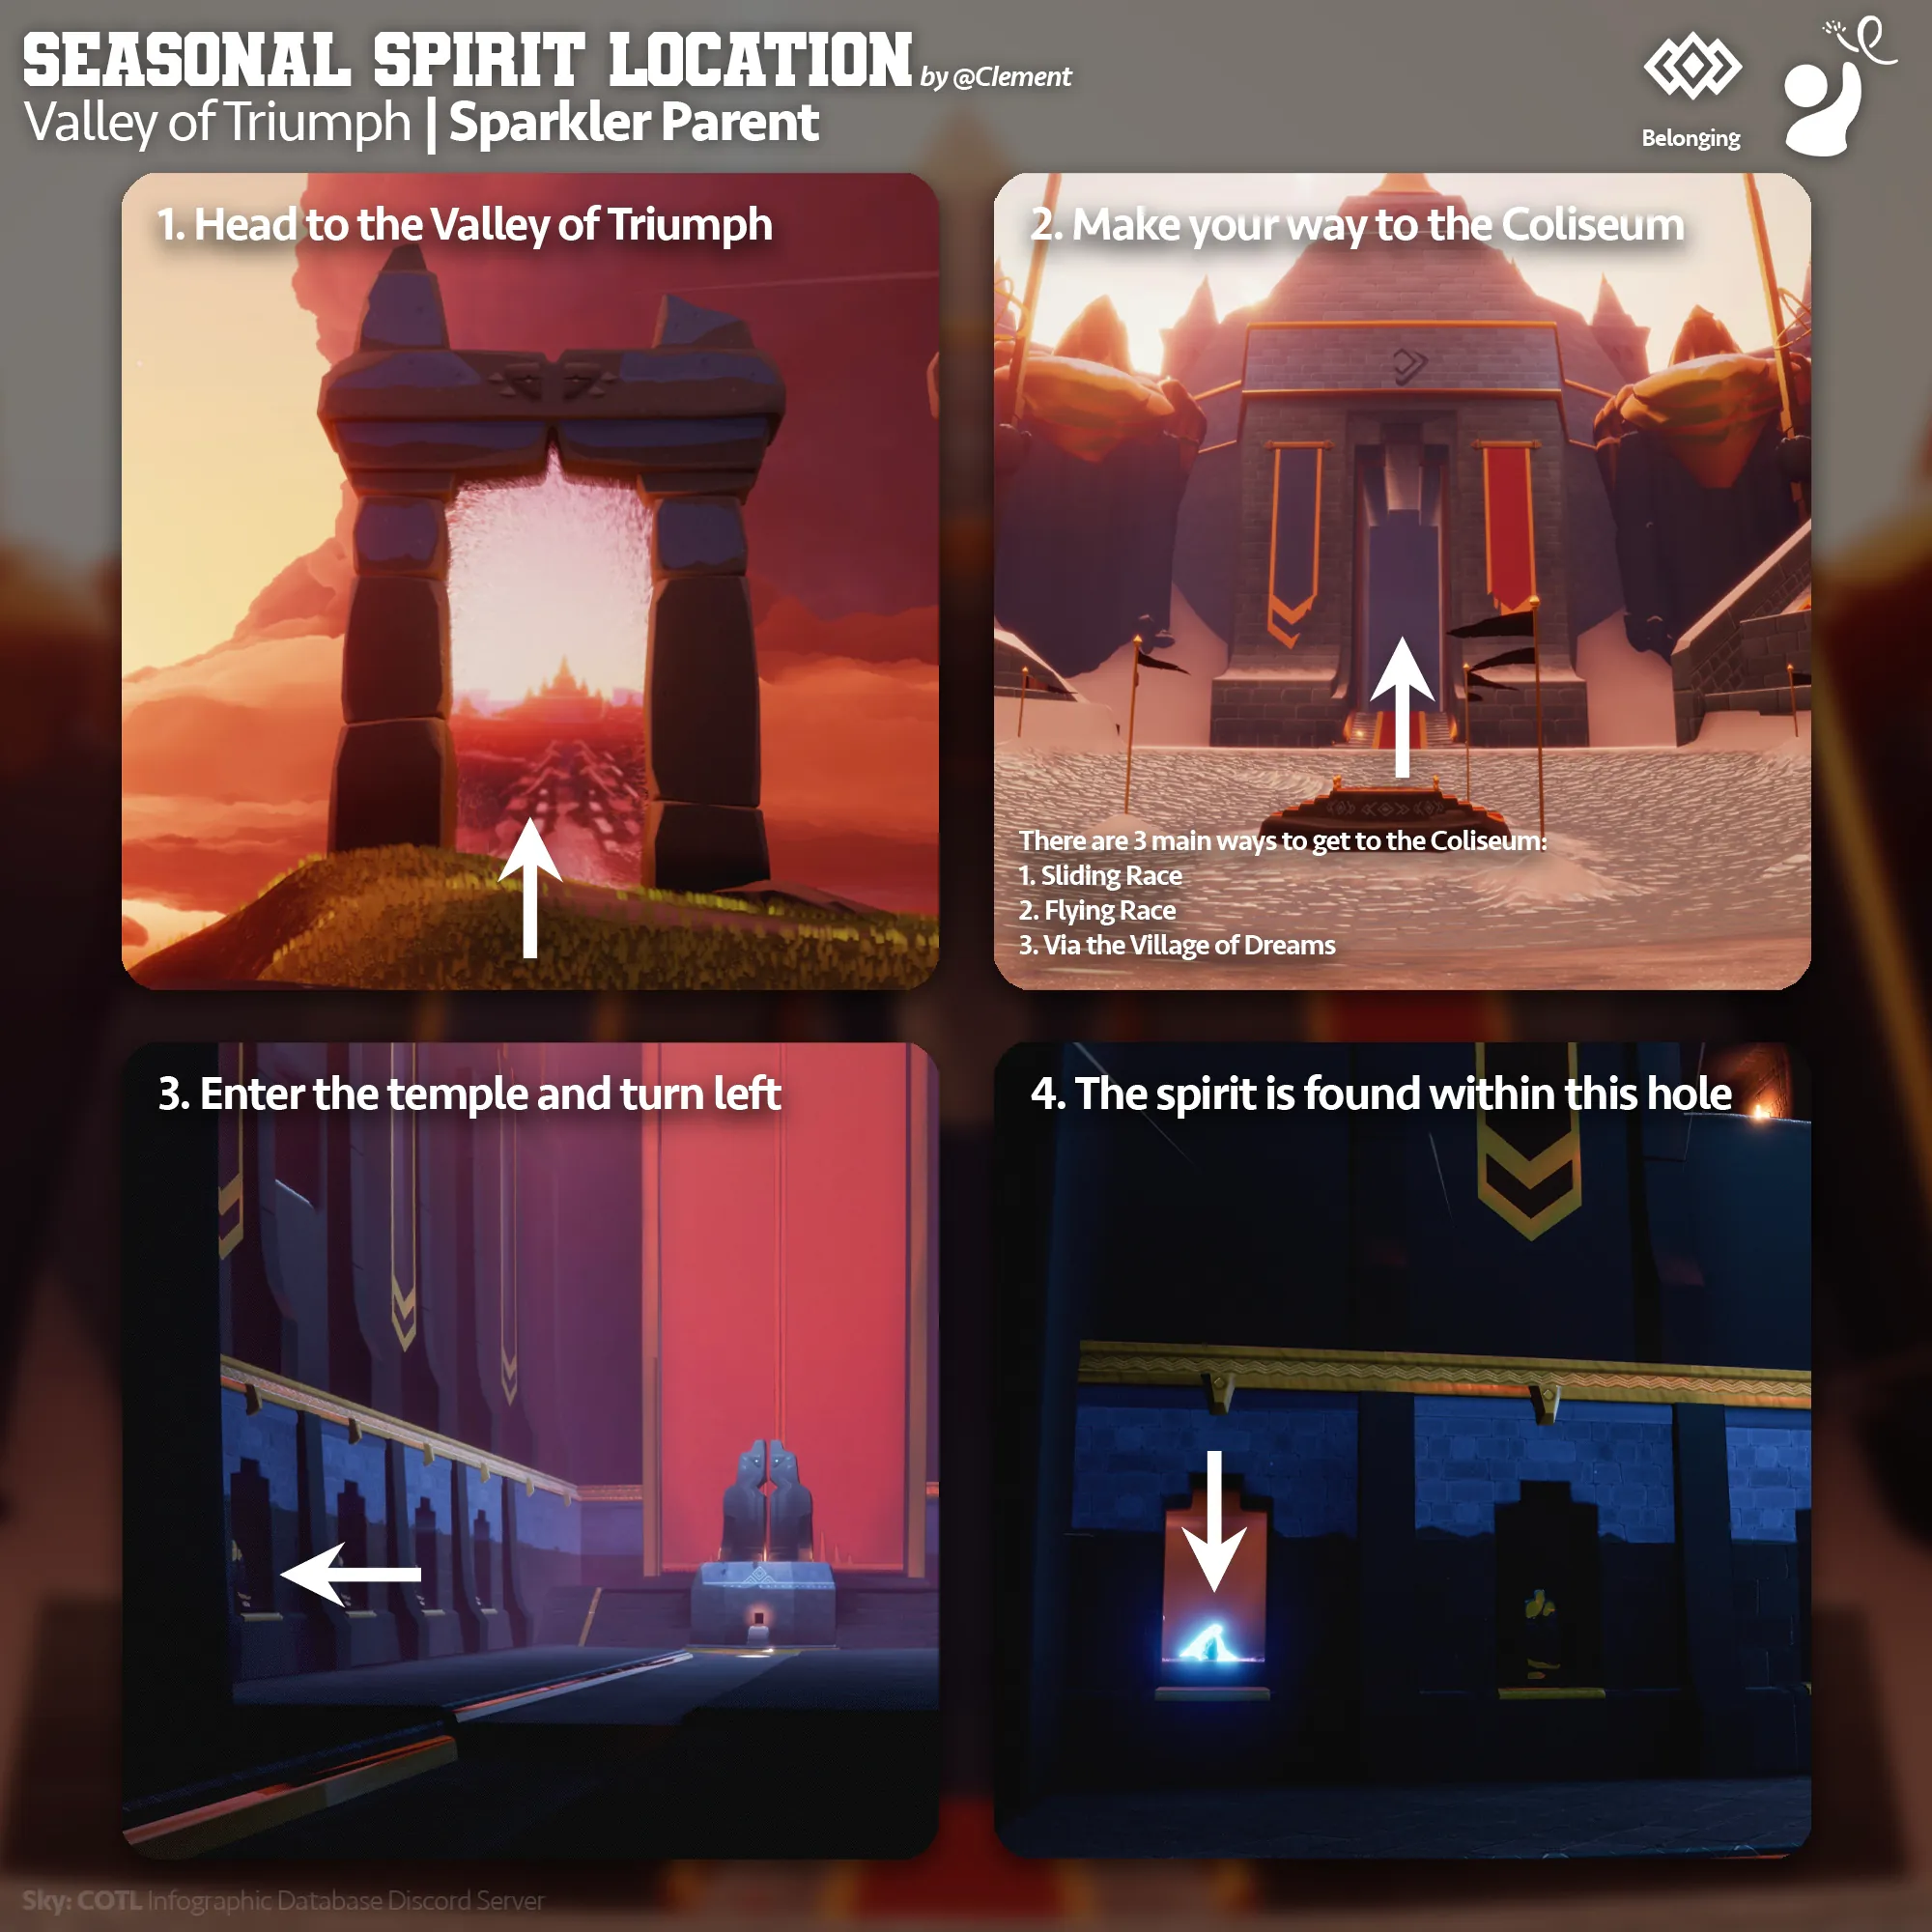 SEASONAL SPIRIT LOCATION by @Clement
Valley of Triumph | Sparkler Parent
Belonging
1. Head to the Valley of Triumph
2. Make your way to the Coliseum
There are 3 main ways to get to the Coliseum:
1. Sliding Race
2. Flying Race
3. Via the Village of Dreams
3. Enter the temple and turn left
4. The spirit is found within this hole
Sky: COTL Infographic Database Discord Server